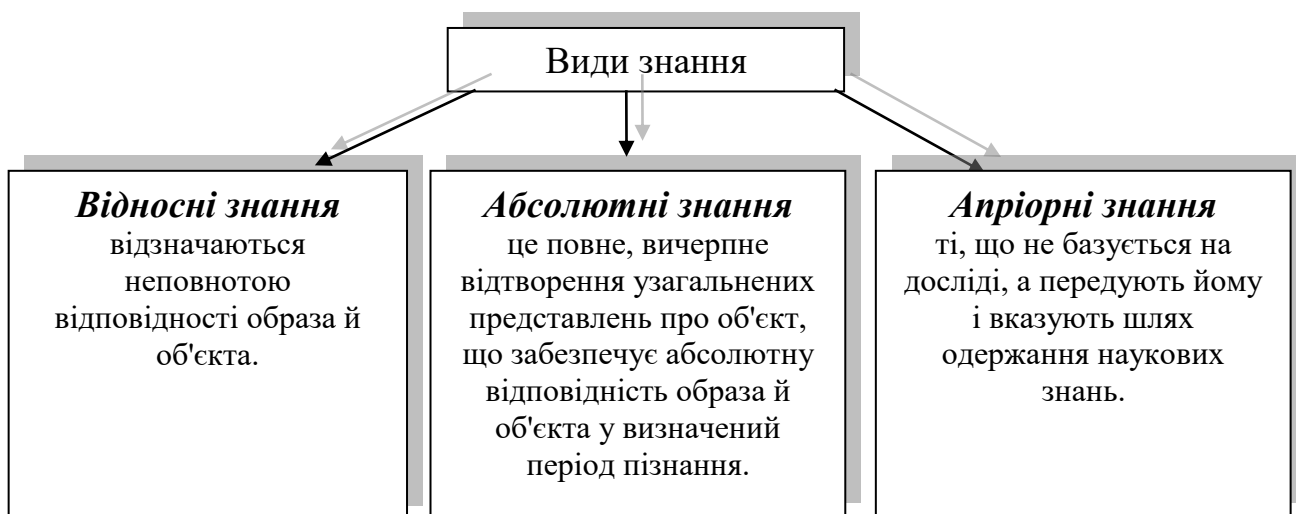 Види знання
Відносні знання
відзначаються
неповнотою
відповідності образа й
об'єкта.
Абсолютні знання
це повне, вичерпне
відтворення узагальнених
представлень про об'єкт,
що забезпечує абсолютну
відповідність образа й
об'єкта у визначений
період пізнання.
Апріорні знання
ті, що не базується на
досліді, а передують йому
і вказують шлях
одержання наукових
знань.